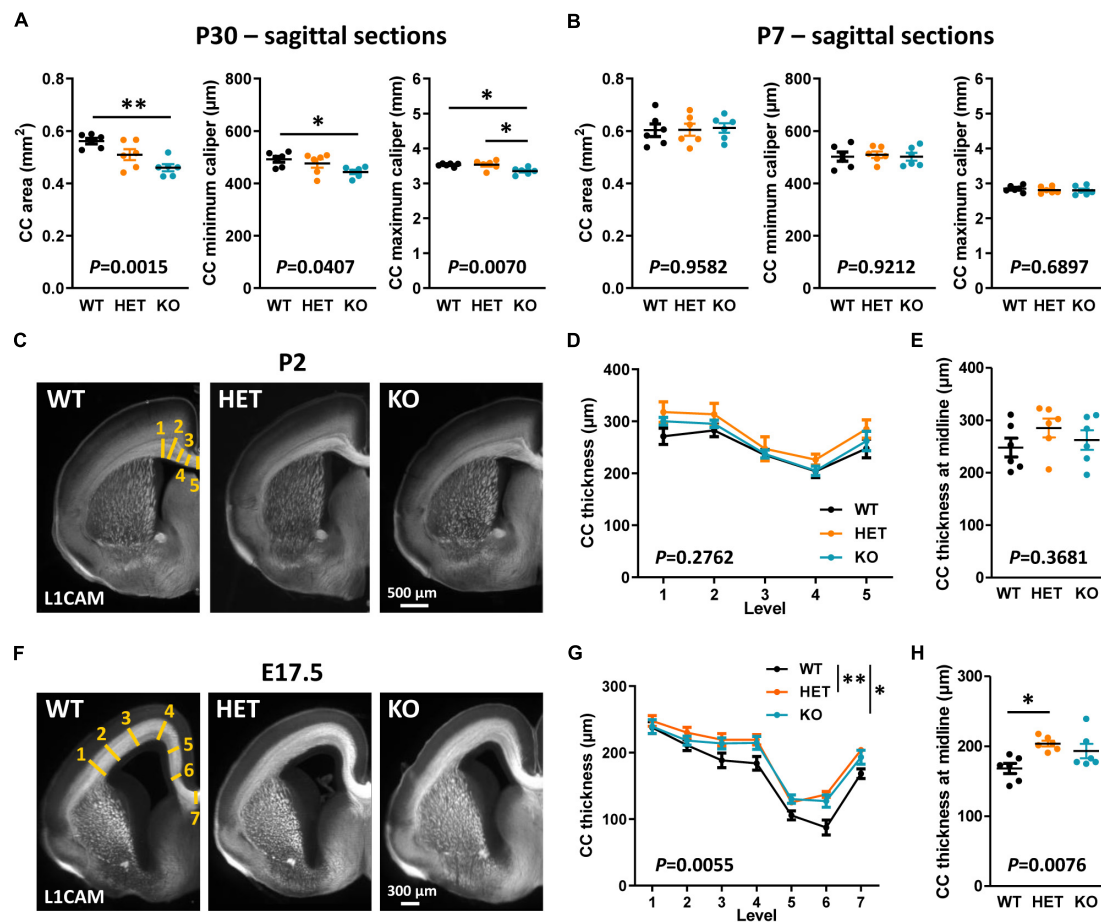 A
P30 – sagittal sections
CC area (mm²)
0.8
0.6
0.4
0.2
0.0
WT HET KO
**
P=0.0015
CC minimum caliper (µm)
800
600
400
200
0
WT HET KO
*
P=0.0407
CC maximum caliper (mm)
6
5
4
3
2
1
0
WT HET KO
*
*
P=0.0070
B
P7 – sagittal sections
CC area (mm²)
0.8
0.6
0.4
0.2
0.0
WT HET KO
P=0.9582
CC mnimum caliper (µm)
800
600
400
200
0
WT HET KO
P=0.9212
CC maximum caliper (mm)
6
5
4
3
2
1
0
WT HET KO
P=0.6897
C
P2
WT
1 2 3 4 5
L1CAM
HET
KO
500 µm
D
CC thickness (µm)
400
300
200
100
0
WT
HET
KO
P=0.2762
1 2 3 4 5
Level
E
CC thickness at midline (µm)
400
300
200
100
0
P=0.3681
WT HET KO
F
E17.5
WT
1 2 3 4 5 6 7
L1CAM
HET
KO
300 µm
G
CC thickness (µm)
300
200
100
0
WT
HET
KO
**
*
P=0.0055
1 2 3 4 5 6 7
Level
H
CC thickness at midline (µm)
300
200
100
0
*
P=0.0076
WT HET KO